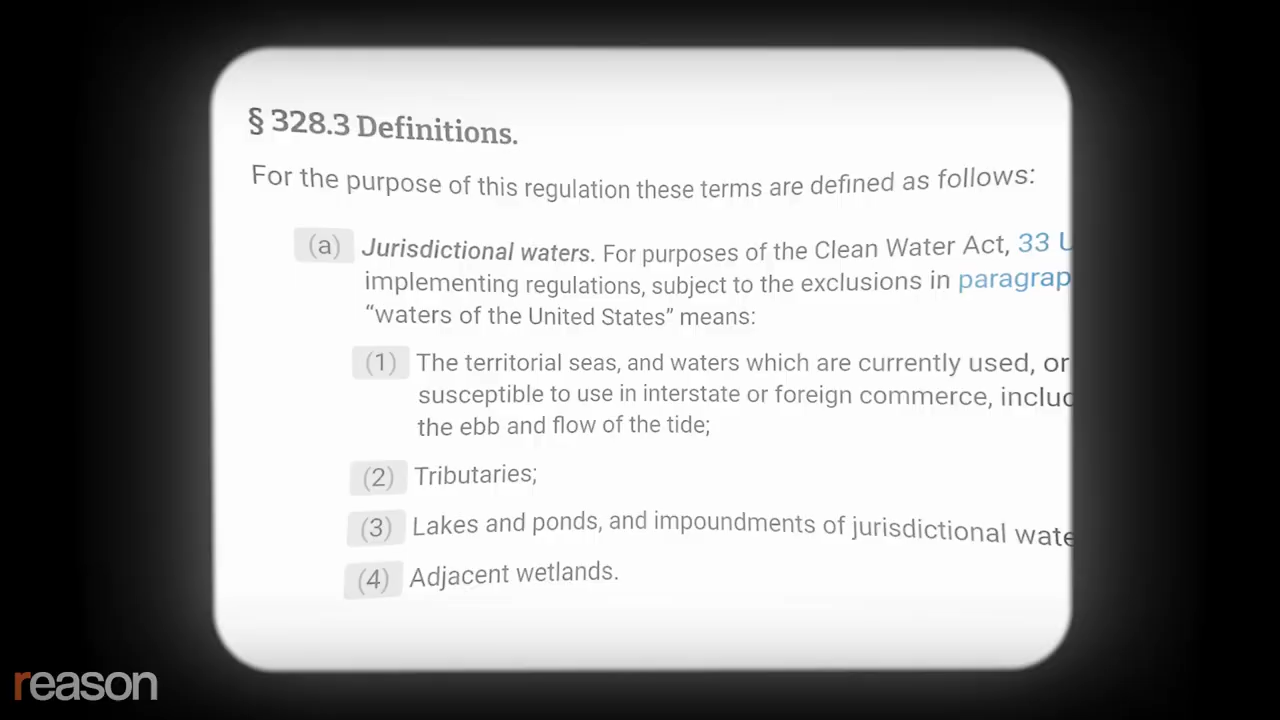 § 328.3 Definitions.
For the purpose of this regulation these terms are defined as follows:
(a) Jurisdictional waters. For purposes of the Clean Water Act, 33
implementing regulations, subject to the exclusions in
“waters of the United States” means:
(1) The territorial seas, and waters which are currently used, or
susceptible to use in interstate or foreign commerce,
the ebb and flow of the tide;
(2) Tributaries;
(3) Lakes and ponds, and impoundments of jurisdictional
(4) Adjacent wetlands.
reason